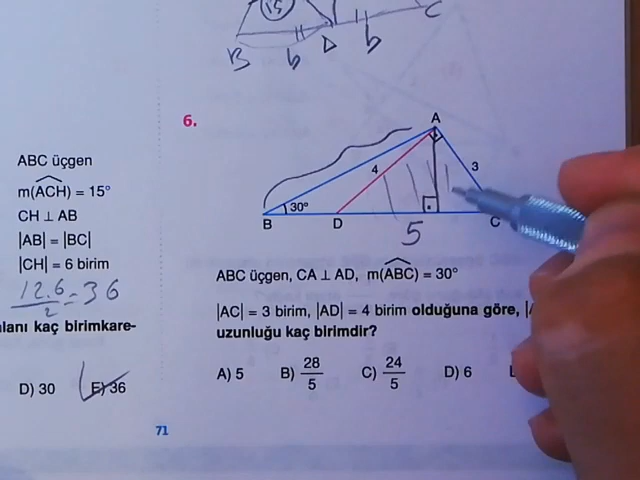 15
B D C
b b
ABC üçgen
m(ACH) = 15°
CH ⊥ AB
|AB| = |BC|
|CH| = 6 birim
12.6/2 = 36
alanı kaç birimkare-
D) 30 E) 36
71
6.
A
4 3
30°
B D C
5
ABC üçgen, CA ⊥ AD, m(ABC) = 30°
|AC| = 3 birim, |AD| = 4 birim olduğuna göre,
uzunluğu kaç birimdir?
A) 5 B) 28/5 C) 24/5 D) 6